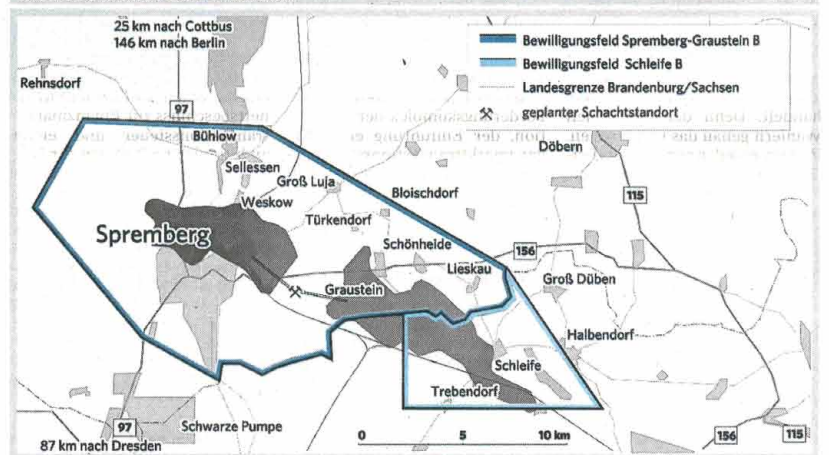 25 km nach Cottbus
146 km nach Berlin
Bewilligungsfeld Spremberg-Graustein B
Bewilligungsfeld Schleife B
Landesgrenze Brandenburg/Sachsen
geplanter Schachtstandort
Rehnsdorf
97
Bühlow
Döbern
Sellessen
Groß Luja
Bloischdorf
115
Weskow
Türkendorf
Spremberg
Schönheide
156
Lieskau
Groß Düben
Graustein
Halbendorf
Schleife
Trebendorf
97
Schwarze Pumpe
0 5 10 km
156
115
87 km nach Dresden